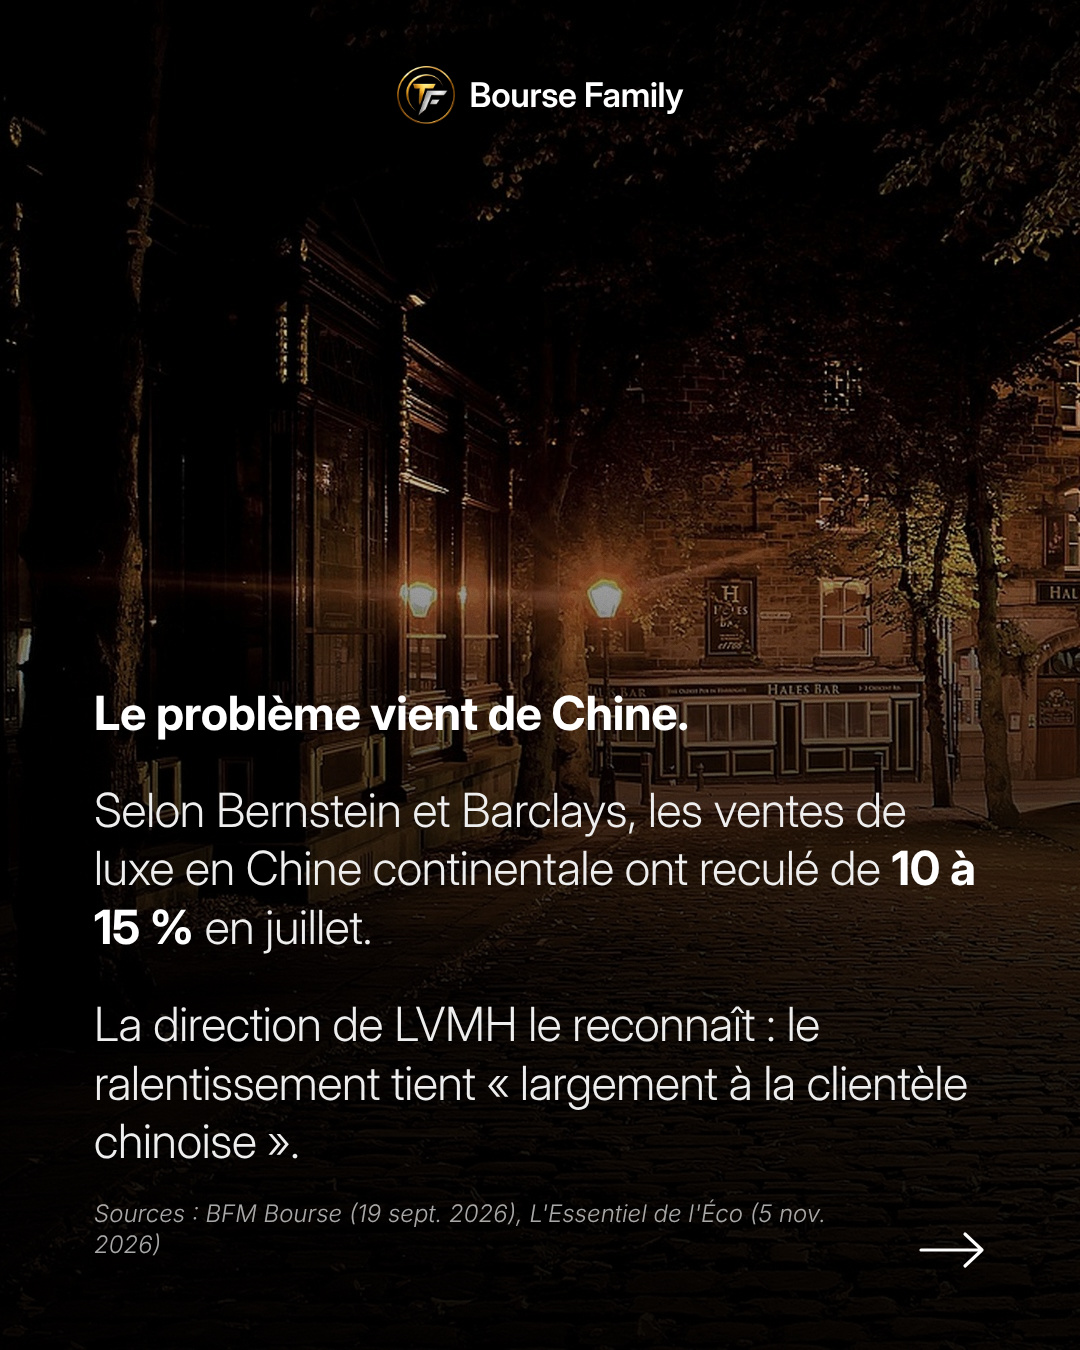 TF Bourse Family
H
HALES BAR
HAL
Le problème vient de Chine.
Selon Bernstein et Barclays, les ventes de
luxe en Chine continentale ont reculé de 10 à
15 % en juillet.
La direction de LVMH le reconnaît : le
ralentissement tient « largement à la clientèle
chinoise ».
Sources : BFM Bourse (19 sept. 2026), L'Essentiel de l'Éco (5 nov.
2026)